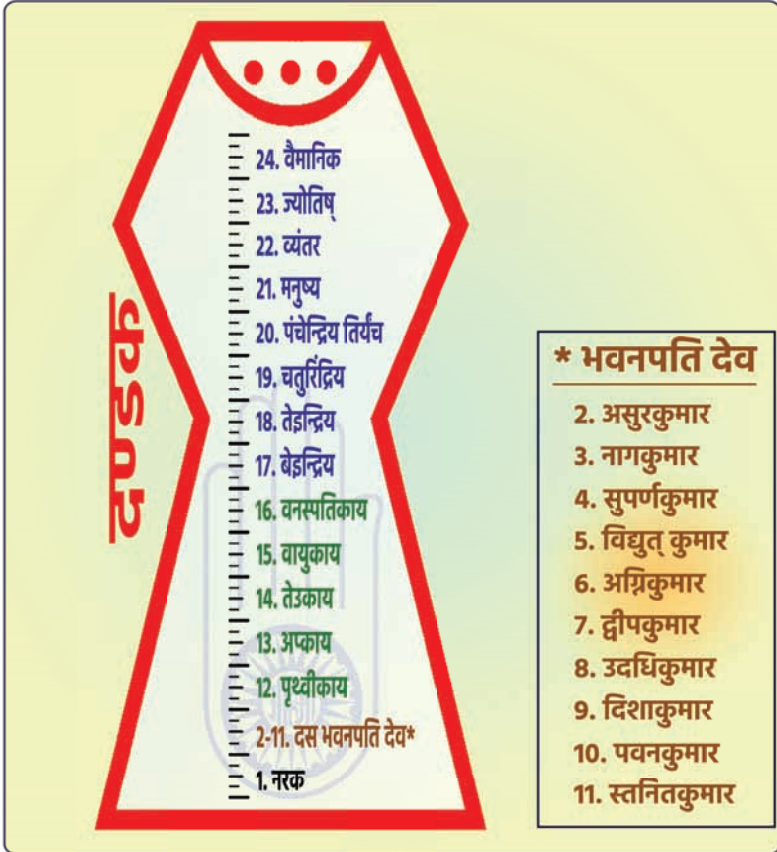 दण्डक
24. वैमानिक
23. ज्योतिष्
22. व्यंतर
21. मनुष्य
20. पंचेन्द्रिय तिर्यंच
19. चतुरिंद्रिय
18. तेइन्द्रिय
17. बेइन्द्रिय
16. वनस्पतिकाय
15. वायुकाय
14. तेउकाय
13. अप्काय
12. पृथ्वीकाय
2-11. दस भवनपति देव*
1. नरक
* भवनपति देव
2. असुरकुमार
3. नागकुमार
4. सुपर्णकुमार
5. विद्युत् कुमार
6. अग्निकुमार
7. द्वीपकुमार
8. उदधिकुमार
9. दिशाकुमार
10. पवनकुमार
11. स्तनितकुमार